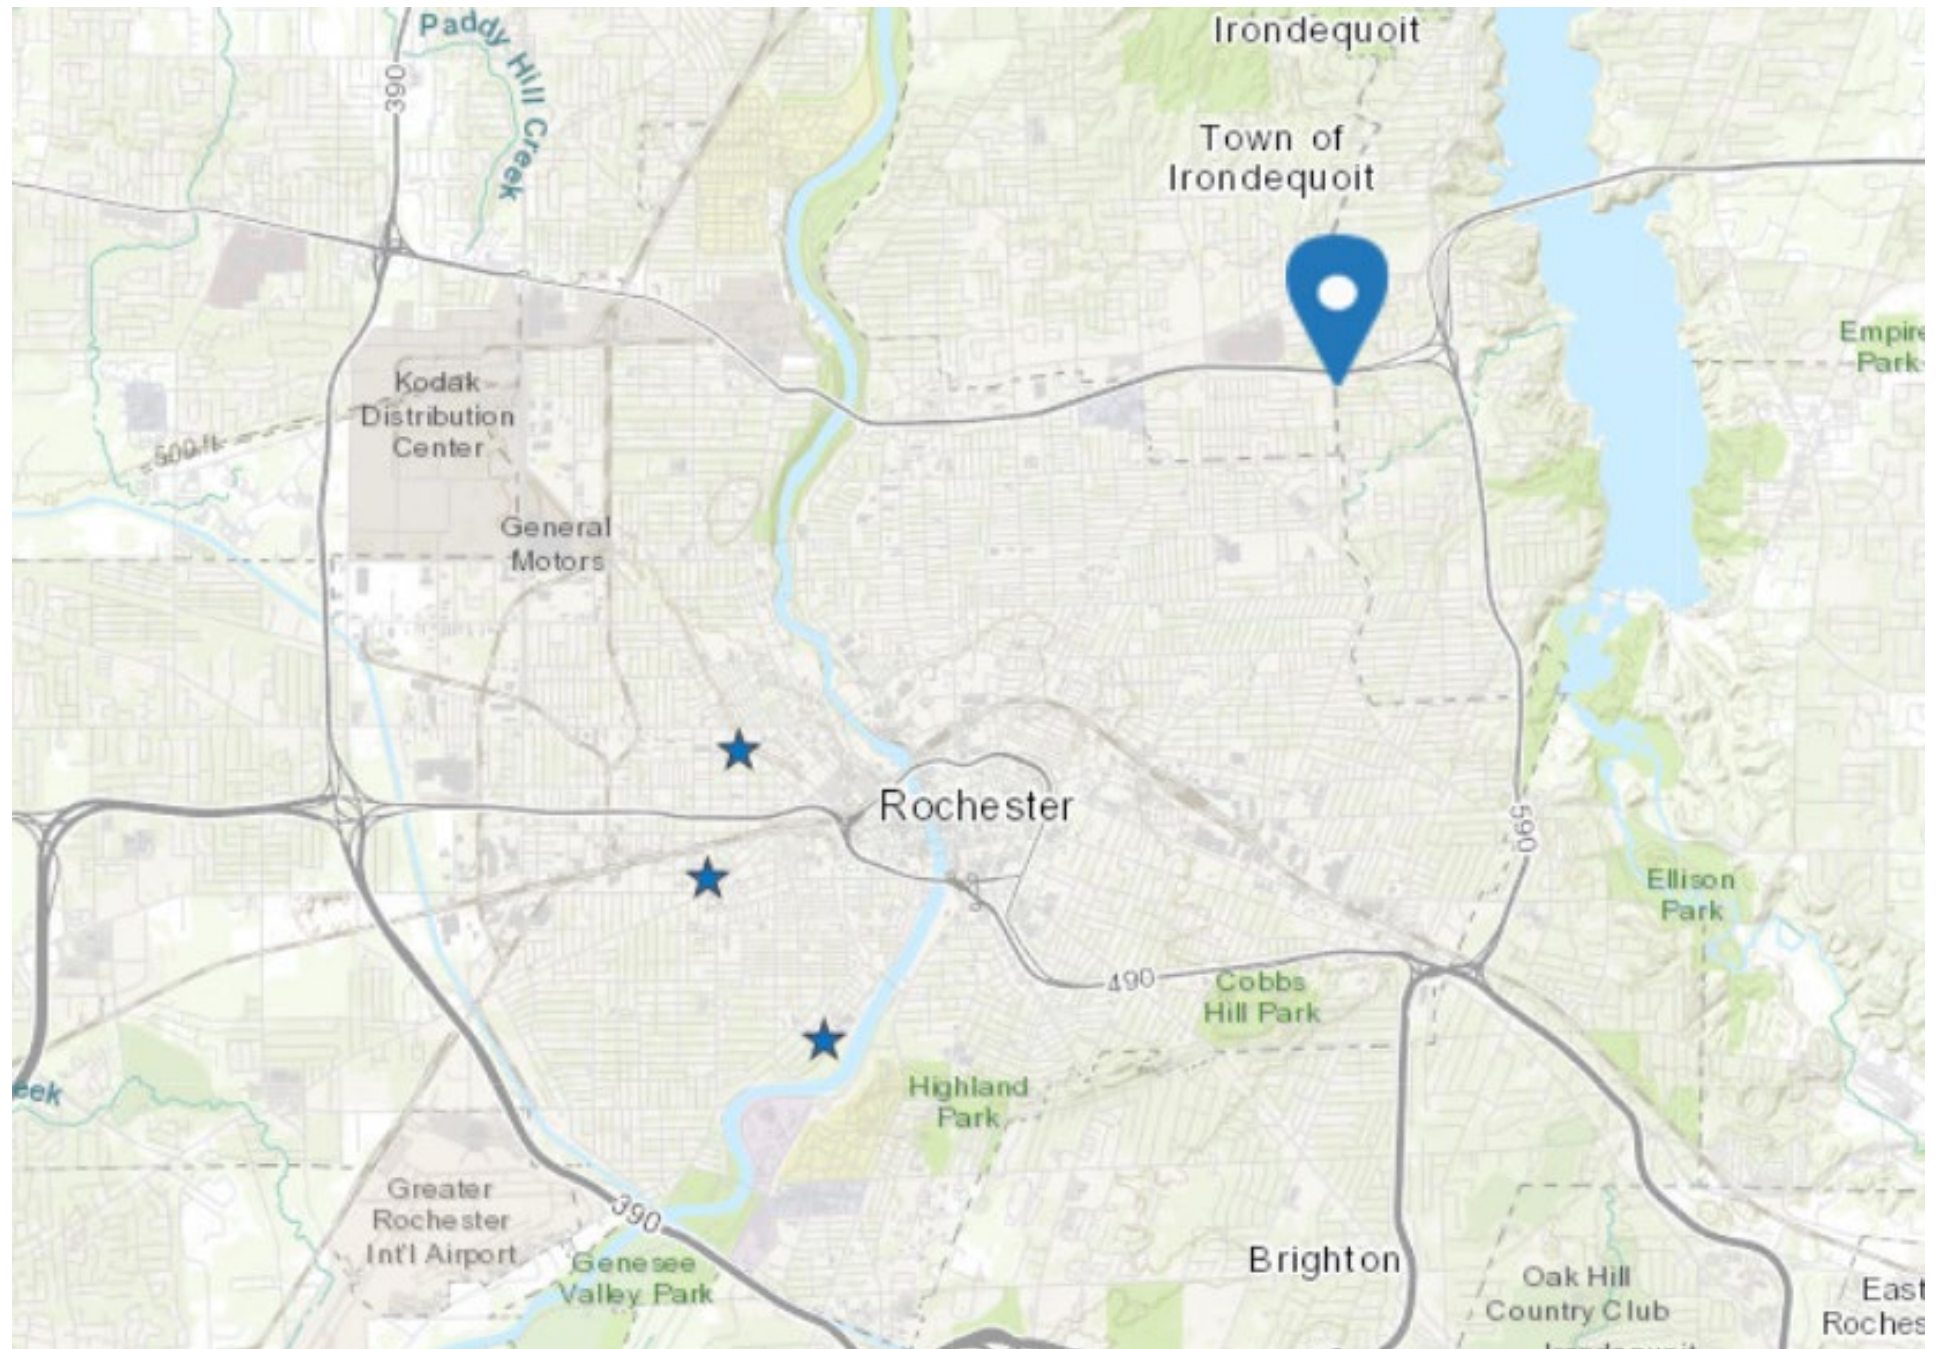 Irondequoit
Paddy Hill Creek
390
Town of
Irondequoit
Empire
Park
Kodak
Distribution
Center
500 ft
General
Motors
Rochester
590
Ellison
Park
490
Cobbs
Hill Park
eek
Highland
Park
Greater
Rochester
Int'l Airport
390
Genesee
Valley Park
Brighton
Oak Hill
Country Club
East
Roches